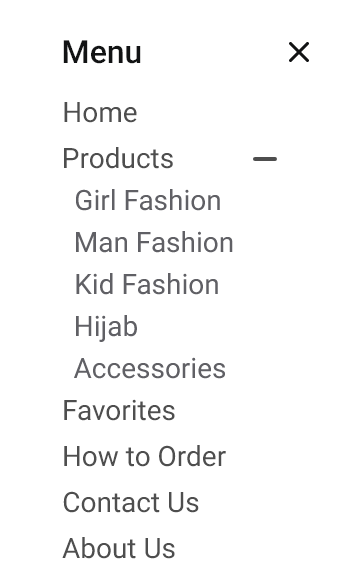 Menu
Home
Products
Girl Fashion
Man Fashion
Kid Fashion
Hijab
Accessories
Favorites
How to Order
Contact Us
About Us